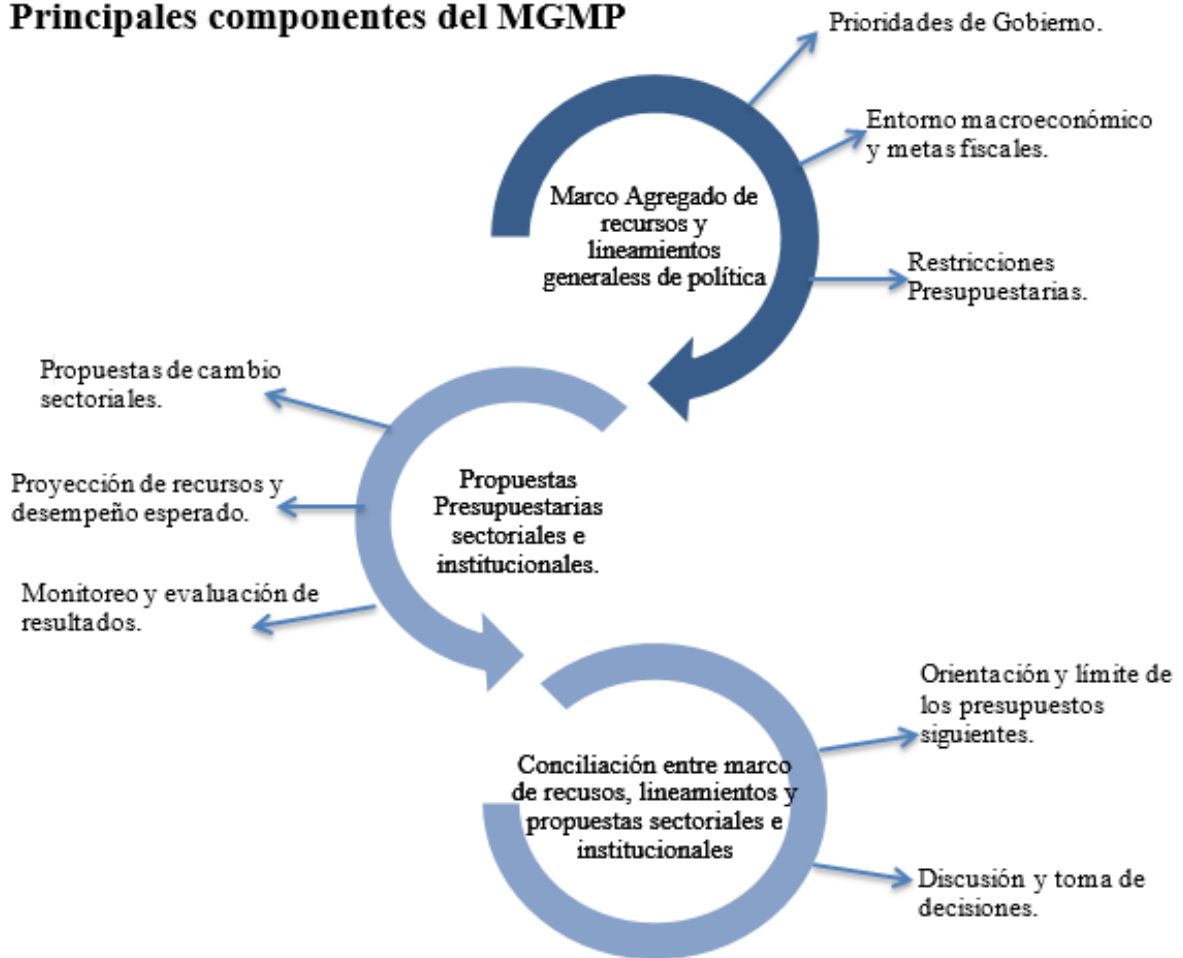 Principales componentes del MGMP
Prioridades de Gobierno.
Entorno macroeconómico
y metas fiscales.
Marco Agregado de
recursos y
lineamientos
generaless de política
Restricciones
Presupuestarias.
Propuestas de cambio
sectoriales.
Proyección de recursos y
desempeño esperado.
Monitoreo y evaluación de
resultados.
Propuestas
Presupuestarias
sectoriales e
institucionales.
Orientación y límite de
los presupuestos
siguientes.
Conciliación entre marco
de recusos, lineamientos y
propuestas sectoriales e
institucionales
Discusión y toma de
decisiones.